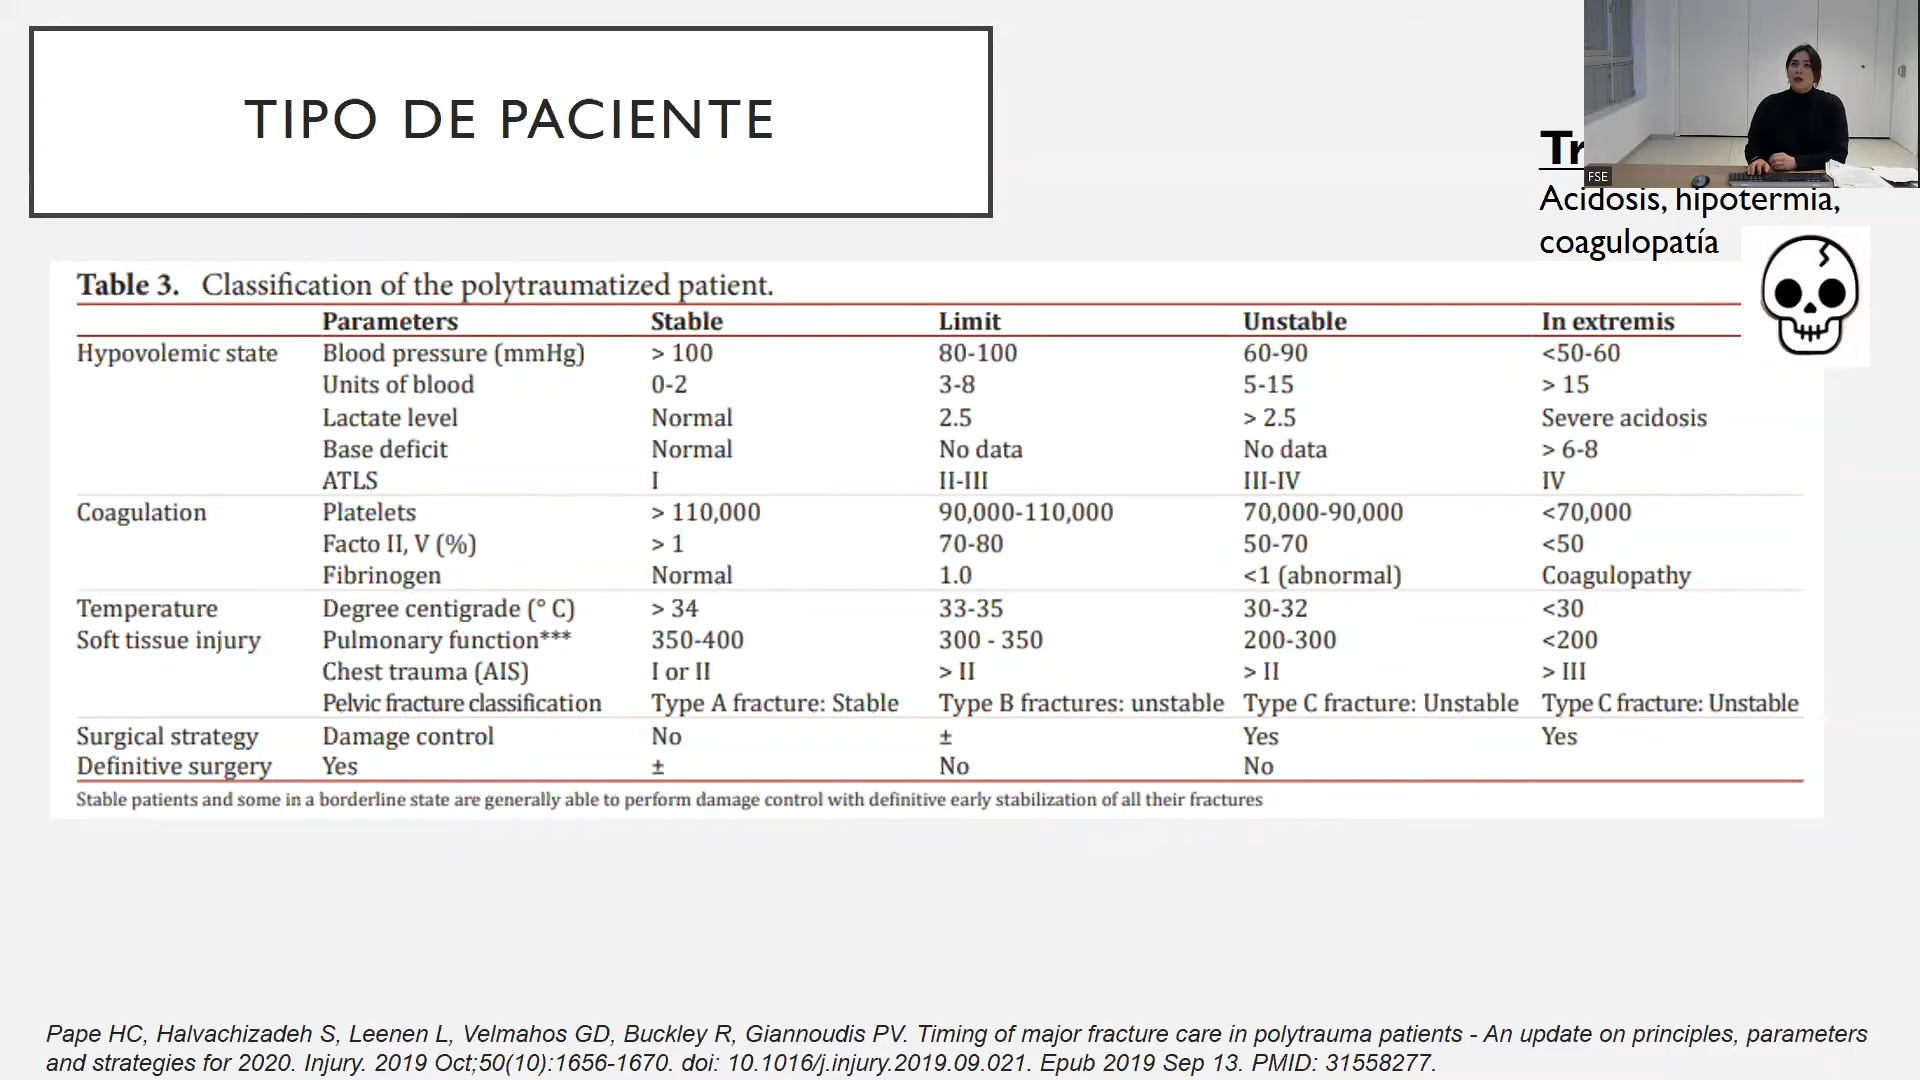 TIPO DE PACIENTE
FSE
Acidosis, hipotermia,
coagulopatía
Table 3. Classification of the polytraumatized patient.
Parameters Stable Limit Unstable In extremis
Hypovolemic state Blood pressure (mmHg) > 100 80-100 60-90 <50-60
Units of blood 0-2 3-8 5-15 > 15
Lactate level Normal 2.5 > 2.5 Severe acidosis
Base deficit Normal No data No data > 6-8
ATLS I II-III III-IV IV
Coagulation Platelets > 110,000 90,000-110,000 70,000-90,000 <70,000
Facto II, V (%) > 1 70-80 50-70 <50
Fibrinogen Normal 1.0 <1 (abnormal) Coagulopathy
Temperature Degree centigrade (° C) > 34 33-35 30-32 <30
Soft tissue injury Pulmonary function*** 350-400 300 - 350 200-300 <200
Chest trauma (AIS) I or II > II > II > III
Pelvic fracture classification Type A fracture: Stable Type B fractures: unstable Type C fracture: Unstable Type C fracture: Unstable
Surgical strategy Damage control No ± Yes Yes
Definitive surgery Yes ± No No
Stable patients and some in a borderline state are generally able to perform damage control with definitive early stabilization of all their fractures
Pape HC, Halvachizadeh S, Leenen L, Velmahos GD, Buckley R, Giannoudis PV. Timing of major fracture care in polytrauma patients - An update on principles, parameters
and strategies for 2020. Injury. 2019 Oct;50(10):1656-1670. doi: 10.1016/j.injury.2019.09.021. Epub 2019 Sep 13. PMID: 31558277.